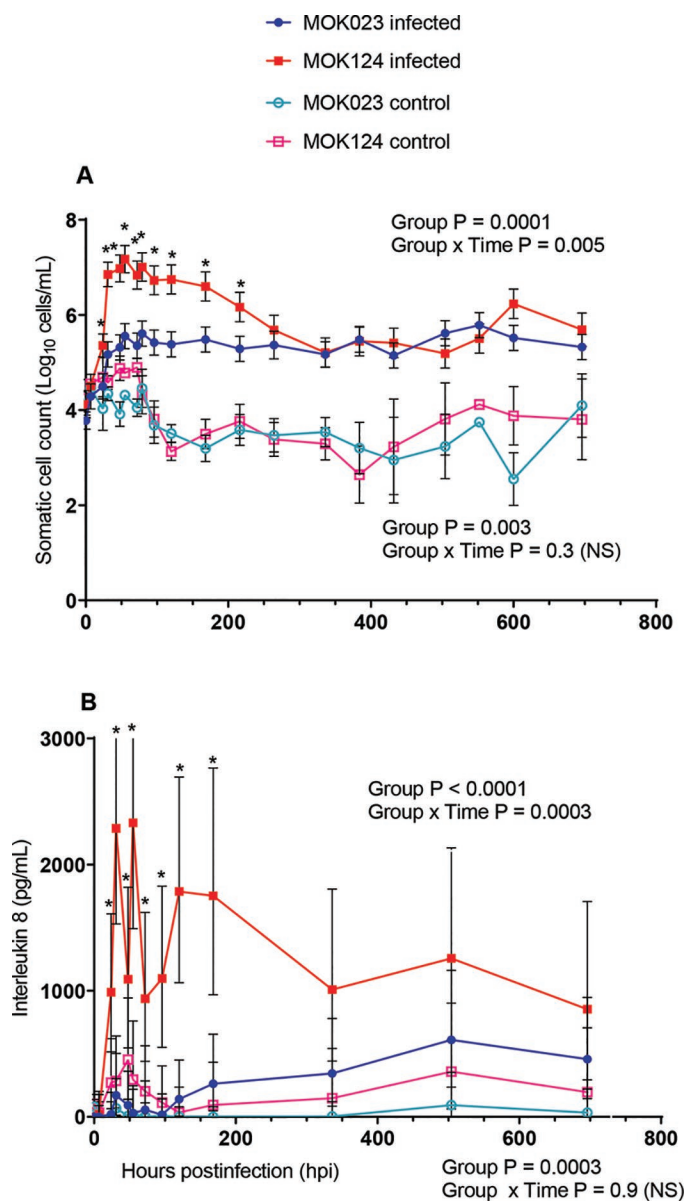 MOK023 infected
MOK124 infected
MOK023 control
MOK124 control
A
8
6
4
2
0
Somatic cell count (Log10 cells/mL)
Group P = 0.0001
Group x Time P = 0.005
* * * * * * * * * * *
Group P = 0.003
Group x Time P = 0.3 (NS)
0 200 400 600 800
B
3000
2000
1000
0
Interleukin 8 (pg/mL)
* * * * * * * *
Group P < 0.0001
Group x Time P = 0.0003
0 200 400 600 800
Hours postinfection (hpi)
Group P = 0.0003
Group x Time P = 0.9 (NS)